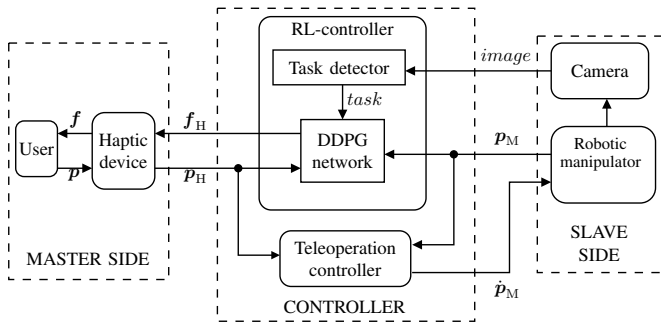 RL-controller
Task detector
task
DDPG
network
image
Camera
f
User
p
Haptic
device
f_H
p_H
p_M
Robotic
manipulator
Teleoperation
controller
ṗ_M
MASTER SIDE
CONTROLLER
SLAVE
SIDE